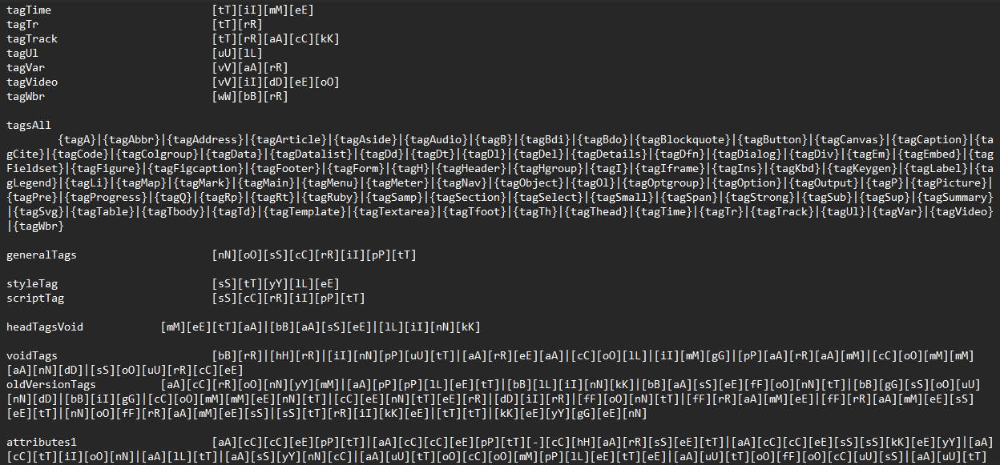 tagTime [tT][iI][mM][eE]
tagTr [tT][rR]
tagTrack [tT][rR][aA][cC][kK]
tagUl [uU][lL]
tagVar [vV][aA][rR]
tagVideo [vV][iI][dD][eE][oO]
tagWbr [wW][bB][rR]
tagsAll
{tagA}|{tagAbbr}|{tagAddress}|{tagArticle}|{tagAside}|{tagAudio}|{tagB}|{tagBdi}|{tagBdo}|{tagBlockquote}|{tagButton}|{tagCanvas}|{tagCaption}|{ta
gCite}|{tagCode}|{tagColgroup}|{tagData}|{tagDatalist}|{tagDd}|{tagDt}|{tagDl}|{tagDel}|{tagDetails}|{tagDfn}|{tagDialog}|{tagDiv}|{tagEm}|{tagEmbed}|{tag
Fieldset}|{tagFigure}|{tagFigcaption}|{tagFooter}|{tagForm}|{tagH}|{tagHeader}|{tagHgroup}|{tagI}|{tagIframe}|{tagIns}|{tagKbd}|{tagKeygen}|{tagLabel}|{ta
gLegend}|{tagLi}|{tagMap}|{tagMark}|{tagMain}|{tagMenu}|{tagMeter}|{tagNav}|{tagObject}|{tagOl}|{tagOptgroup}|{tagOption}|{tagOutput}|{tagP}|{tagPicture}|
{tagPre}|{tagProgress}|{tagQ}|{tagRp}|{tagRt}|{tagRuby}|{tagSamp}|{tagSection}|{tagSelect}|{tagSmall}|{tagSpan}|{tagStrong}|{tagSub}|{tagSup}|{tagSummary}
|{tagSvg}|{tagTable}|{tagTbody}|{tagTd}|{tagTemplate}|{tagTextarea}|{tagTfoot}|{tagTh}|{tagThead}|{tagTime}|{tagTr}|{tagTrack}|{tagUl}|{tagVar}|{tagVideo}
|{tagWbr}
generalTags [nN][oO][sS][cC][rR][iI][pP][tT]
styleTag [sS][tT][yY][lL][eE]
scriptTag [sS][cC][rR][iI][pP][tT]
headTagsVoid [mM][eE][tT][aA]|[bB][aA][sS][eE]|[lL][iI][nN][kK]
voidTags [bB][rR]|[hH][rR]|[iI][nN][pP][uU][tT]|[aA][rR][eE][aA]|[cC][oO][lL]|[iI][mM][gG]|[pP][aA][rR][aA][mM]|[cC][oO][mM][mM]
[aA][nN][dD]|[sS][oO][uU][rR][cC][eE]
oldVersionTags [aA][cC][rR][oO][nN][yY][mM]|[aA][pP][pP][lL][eE][tT]|[bB][lL][iI][nN][kK]|[bB][aA][sS][eE][fF][oO][nN][tT]|[bB][gG][sS][oO][uU]
[nN][dD]|[bB][iI][gG]|[cC][oO][mM][mM][eE][nN][tT]|[cC][eE][nN][tT][eE][rR]|[dD][iI][rR]|[fF][oO][nN][tT]|[fF][rR][aA][mM][eE]|[fF][rR][aA][mM][eE][sS]
[eE][tT]|[nN][oO][fF][rR][aA][mM][eE][sS]|[sS][tT][rR][iI][kK][eE]|[tT][tT]|[kK][eE][yY][gG][eE][nN]
attributes1 [aA][cC][cC][eE][pP][tT]|[aA][cC][cC][eE][pP][tT][-][cC][hH][aA][rR][sS][eE][tT]|[aA][cC][cC][eE][sS][sS][kK][eE][yY]|[aA]
[cC][tT][iI][oO][nN]|[aA][lL][tT]|[aA][sS][yY][nN][cC]|[aA][uU][tT][oO][cC][oO][mM][pP][lL][eE][tT][eE]|[aA][uU][tT][oO][fF][oO][cC][uU][sS]|[aA][uU][tT]